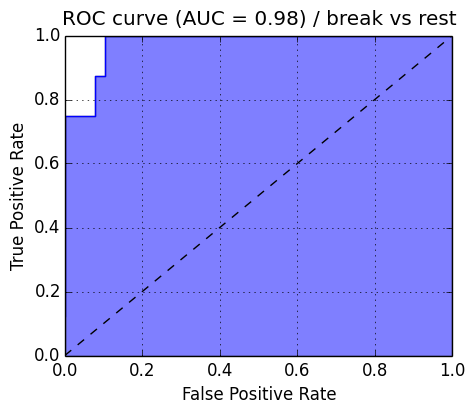 ROC curve (AUC = 0.98) / break vs rest
1.0
0.8
0.6
0.4
0.2
0.0
True Positive Rate
0.0 0.2 0.4 0.6 0.8 1.0
False Positive Rate